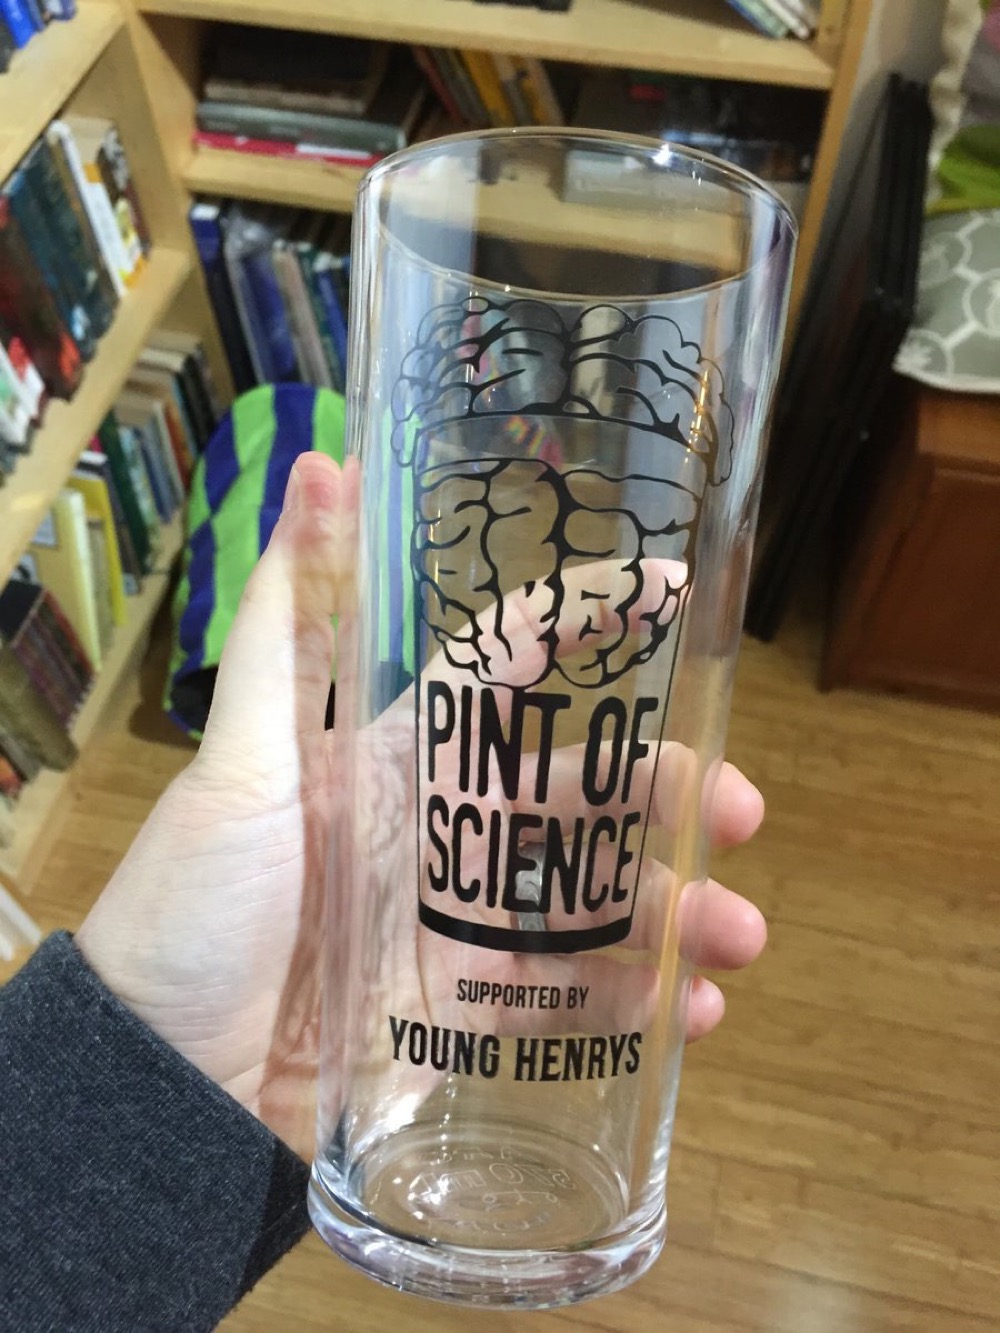 PINT OF
SCIENCE
SUPPORTED BY
YOUNG HENRYS